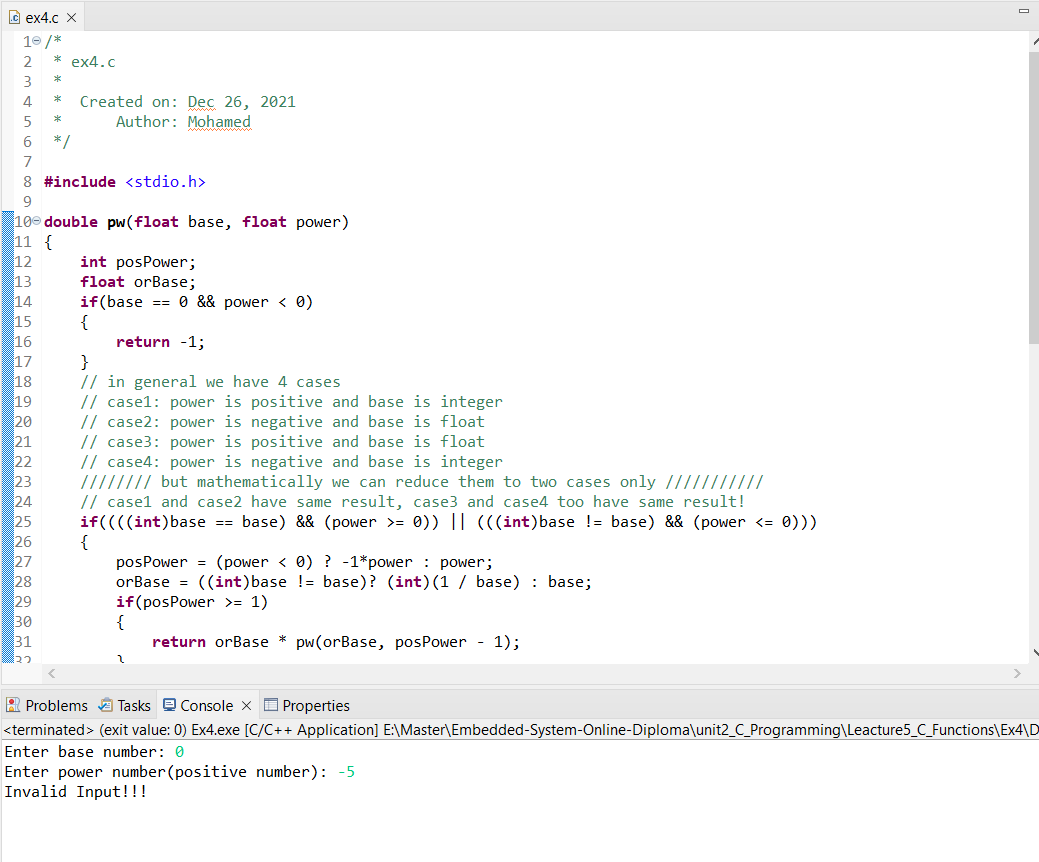 ex4.c
1 /*
2  * ex4.c
3  *
4  *  Created on: Dec 26, 2021
5  *      Author: Mohamed
6  */
7
8 #include <stdio.h>
9
10 double pw(float base, float power)
11 {
12     int posPower;
13     float orBase;
14     if(base == 0 && power < 0)
15     {
16         return -1;
17     }
18     // in general we have 4 cases
19     // case1: power is positive and base is integer
20     // case2: power is negative and base is float
21     // case3: power is positive and base is float
22     // case4: power is negative and base is integer
23     //////// but mathematically we can reduce them to two cases only ///////////
24     // case1 and case2 have same result, case3 and case4 too have same result!
25     if((((int)base == base) && (power >= 0)) || (((int)base != base) && (power <= 0)))
26     {
27         posPower = (power < 0) ? -1*power : power;
28         orBase = ((int)base != base)? (int)(1 / base) : base;
29         if(posPower >= 1)
30         {
31             return orBase * pw(orBase, posPower - 1);
32         }
Problems Tasks Console Properties
<terminated> (exit value: 0) Ex4.exe [C/C++ Application] E:\Master\Embedded-System-Online-Diploma\unit2_C_Programming\Leacture5_C_Functions\Ex4\D
Enter base number: 0
Enter power number(positive number): -5
Invalid Input!!!